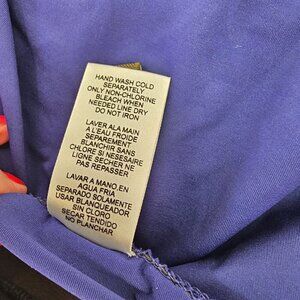 HAND WASH COLD
SEPARATELY
ONLY NON-CHLORINE
BLEACH WHEN
NEEDED LINE DRY
DO NOT IRON
LAVER ALA MAIN
A L'EAU FROIDE
SEPAREMENT
BLANCHIR SANS
CHLORE SI NESESAIRE
LIGNE SECHER NE
PAS REPASSER
LAVAR A MANO.EN
AGUA FRIA
SEPARADO SOLAMENTE
USAR BLANQUEADOR
SIN CLORO
SECAR TENDIDO
NO PLANCHAR